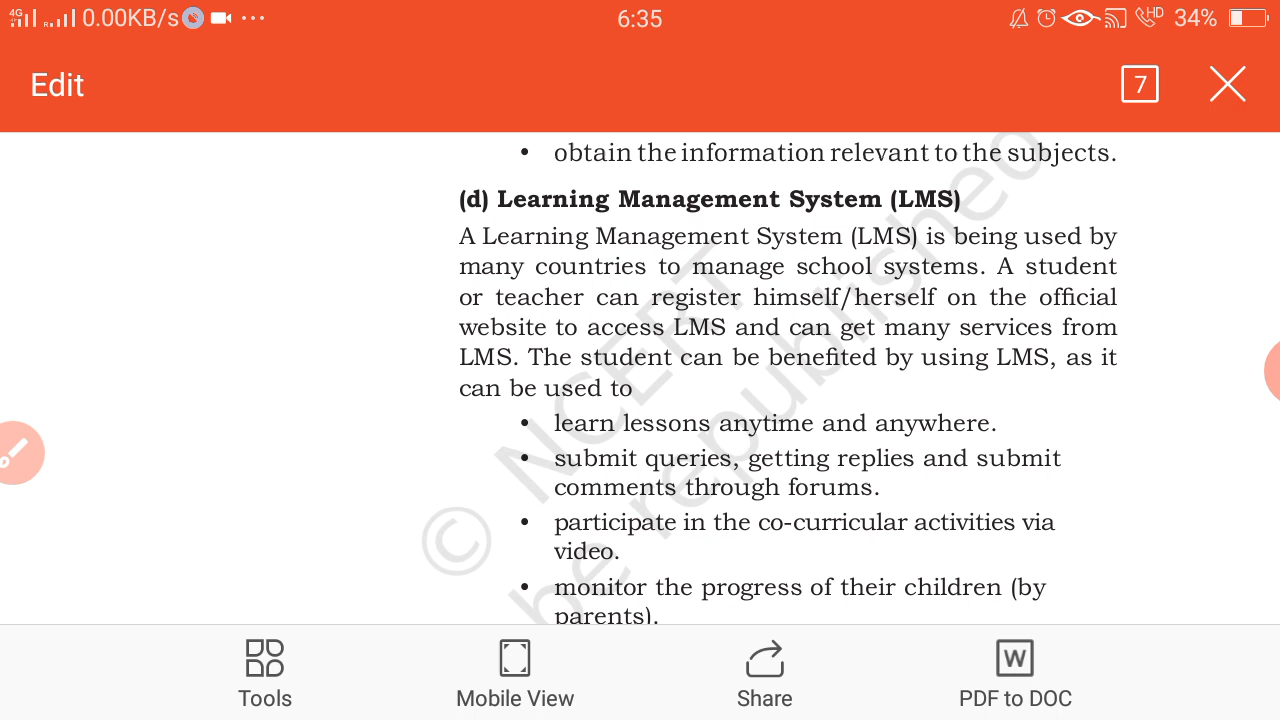 4G R 0.00KB/s ... 6:35 HD 34%
Edit 7
• obtain the information relevant to the subjects.
(d) Learning Management System (LMS)
A Learning Management System (LMS) is being used by
many countries to manage school systems. A student
or teacher can register himself/herself on the official
website to access LMS and can get many services from
LMS. The student can be benefited by using LMS, as it
can be used to
• learn lessons anytime and anywhere.
• submit queries, getting replies and submit
comments through forums.
• participate in the co-curricular activities via
video.
• monitor the progress of their children (by
parents).
© NCERT
be republished
Tools Mobile View Share W PDF to DOC